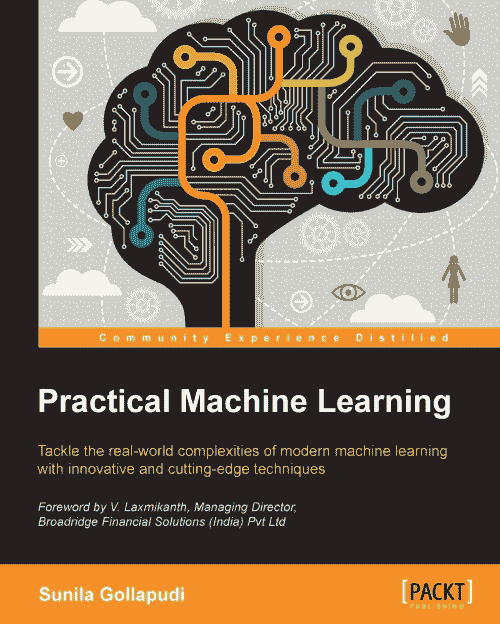 Community Experience Distilled
Practical Machine Learning
Tackle the real-world complexities of modern machine learning
with innovative and cutting-edge techniques
Foreword by V. Laxmikanth, Managing Director,
Broadridge Financial Solutions (India) Pvt Ltd
Sunila Gollapudi
[PACKT]
PUBLISHING